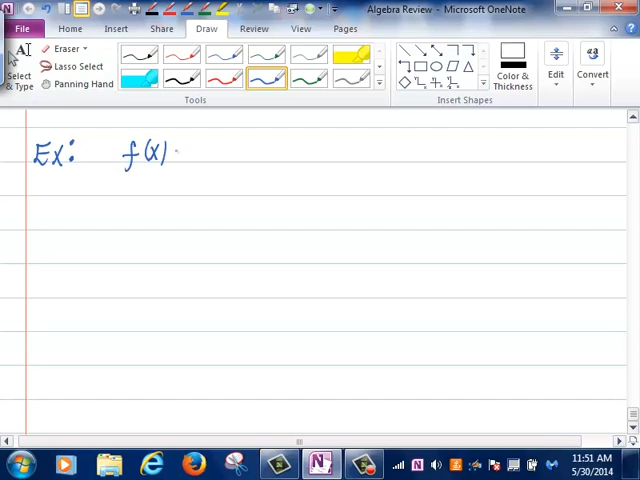 Algebra Review - Microsoft OneNote
File Home Insert Share Draw Review View Pages
Select & Type
Eraser
Lasso Select
Panning Hand
Tools
Insert Shapes
Color & Thickness
Edit
Convert
Ex: f(x)
11:51 AM
5/30/2014